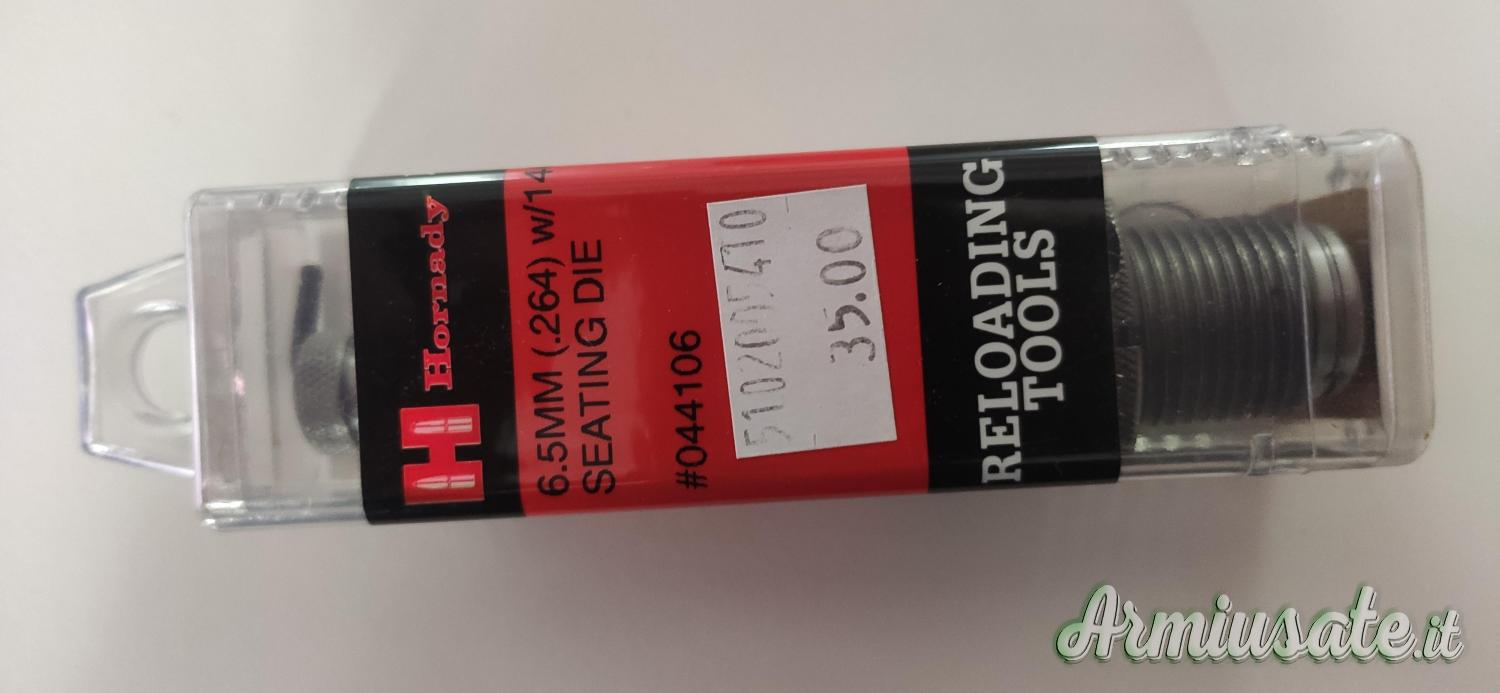 Hornady
6.5MM (.264) w/14
SEATING DIE
#044106
5102005410
35.00
RELOADING
TOOLS
Armiusate.it